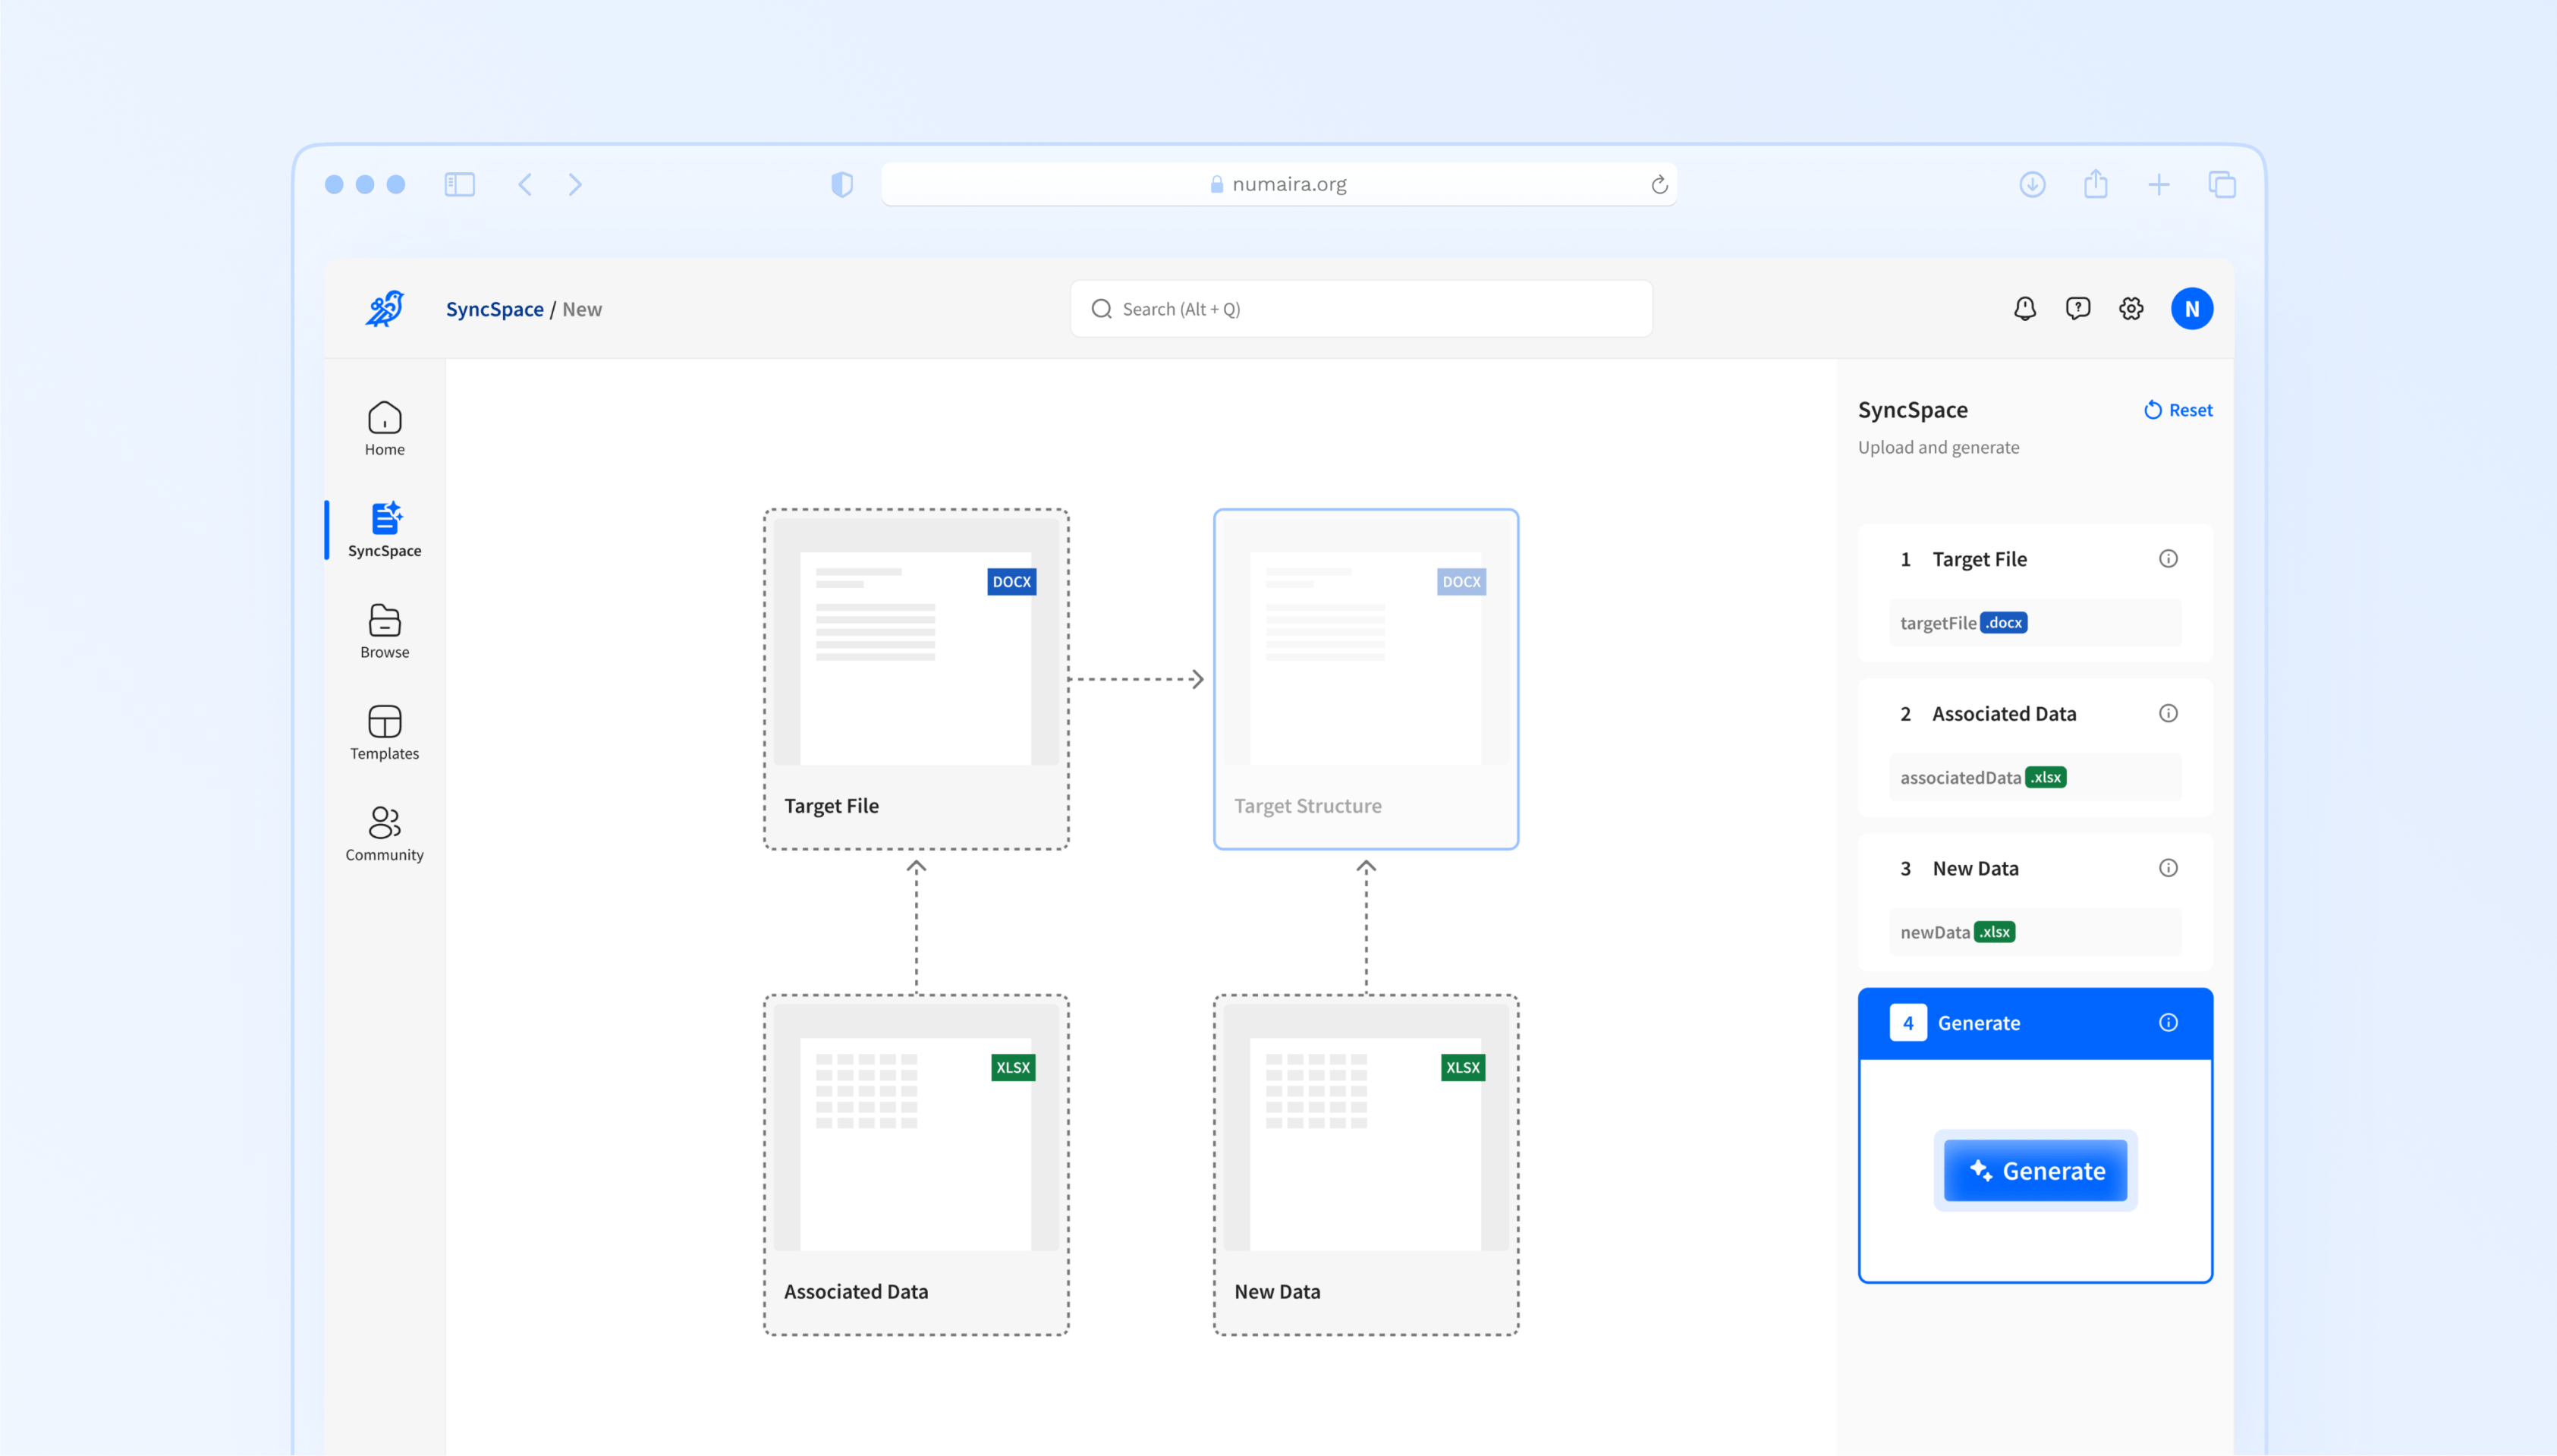 numaira.org
SyncSpace / New
Search (Alt + Q)
N
Home
SyncSpace
Browse
Templates
Community
DOCX
Target File
DOCX
Target Structure
XLSX
Associated Data
XLSX
New Data
SyncSpace
Reset
Upload and generate
1 Target File
targetFile .docx
2 Associated Data
associatedData .xlsx
3 New Data
newData .xlsx
4 Generate
Generate